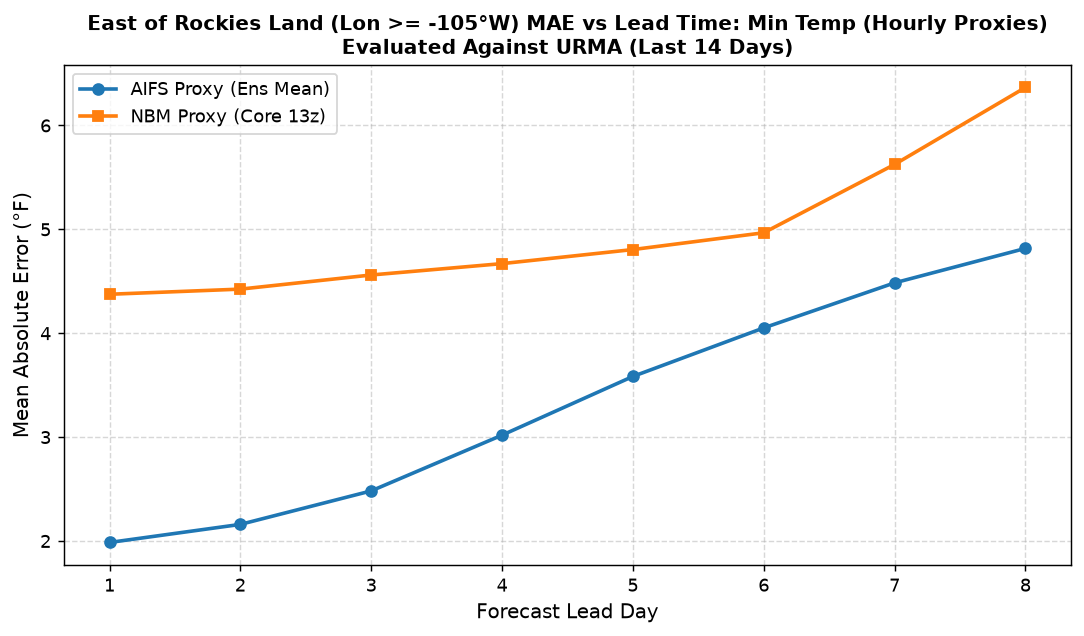 East of Rockies Land (Lon >= -105°W) MAE vs Lead Time: Min Temp (Hourly Proxies)
Evaluated Against URMA (Last 14 Days)
AIFS Proxy (Ens Mean)
NBM Proxy (Core 13z)
Mean Absolute Error (°F)
6
5
4
3
2
1 2 3 4 5 6 7 8
Forecast Lead Day